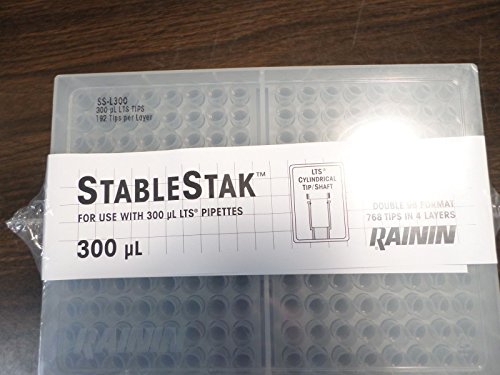 SS-L300
300 µL LTS TIPS
192 Tips per Layer
STABLESTAK™
FOR USE WITH 300 µL LTS® PIPETTES
300 µL
LTS®
CYLINDRICAL
TIP/SHAFT
DOUBLE 96 FORMAT
768 TIPS IN 4 LAYERS
RAININ
RAININ